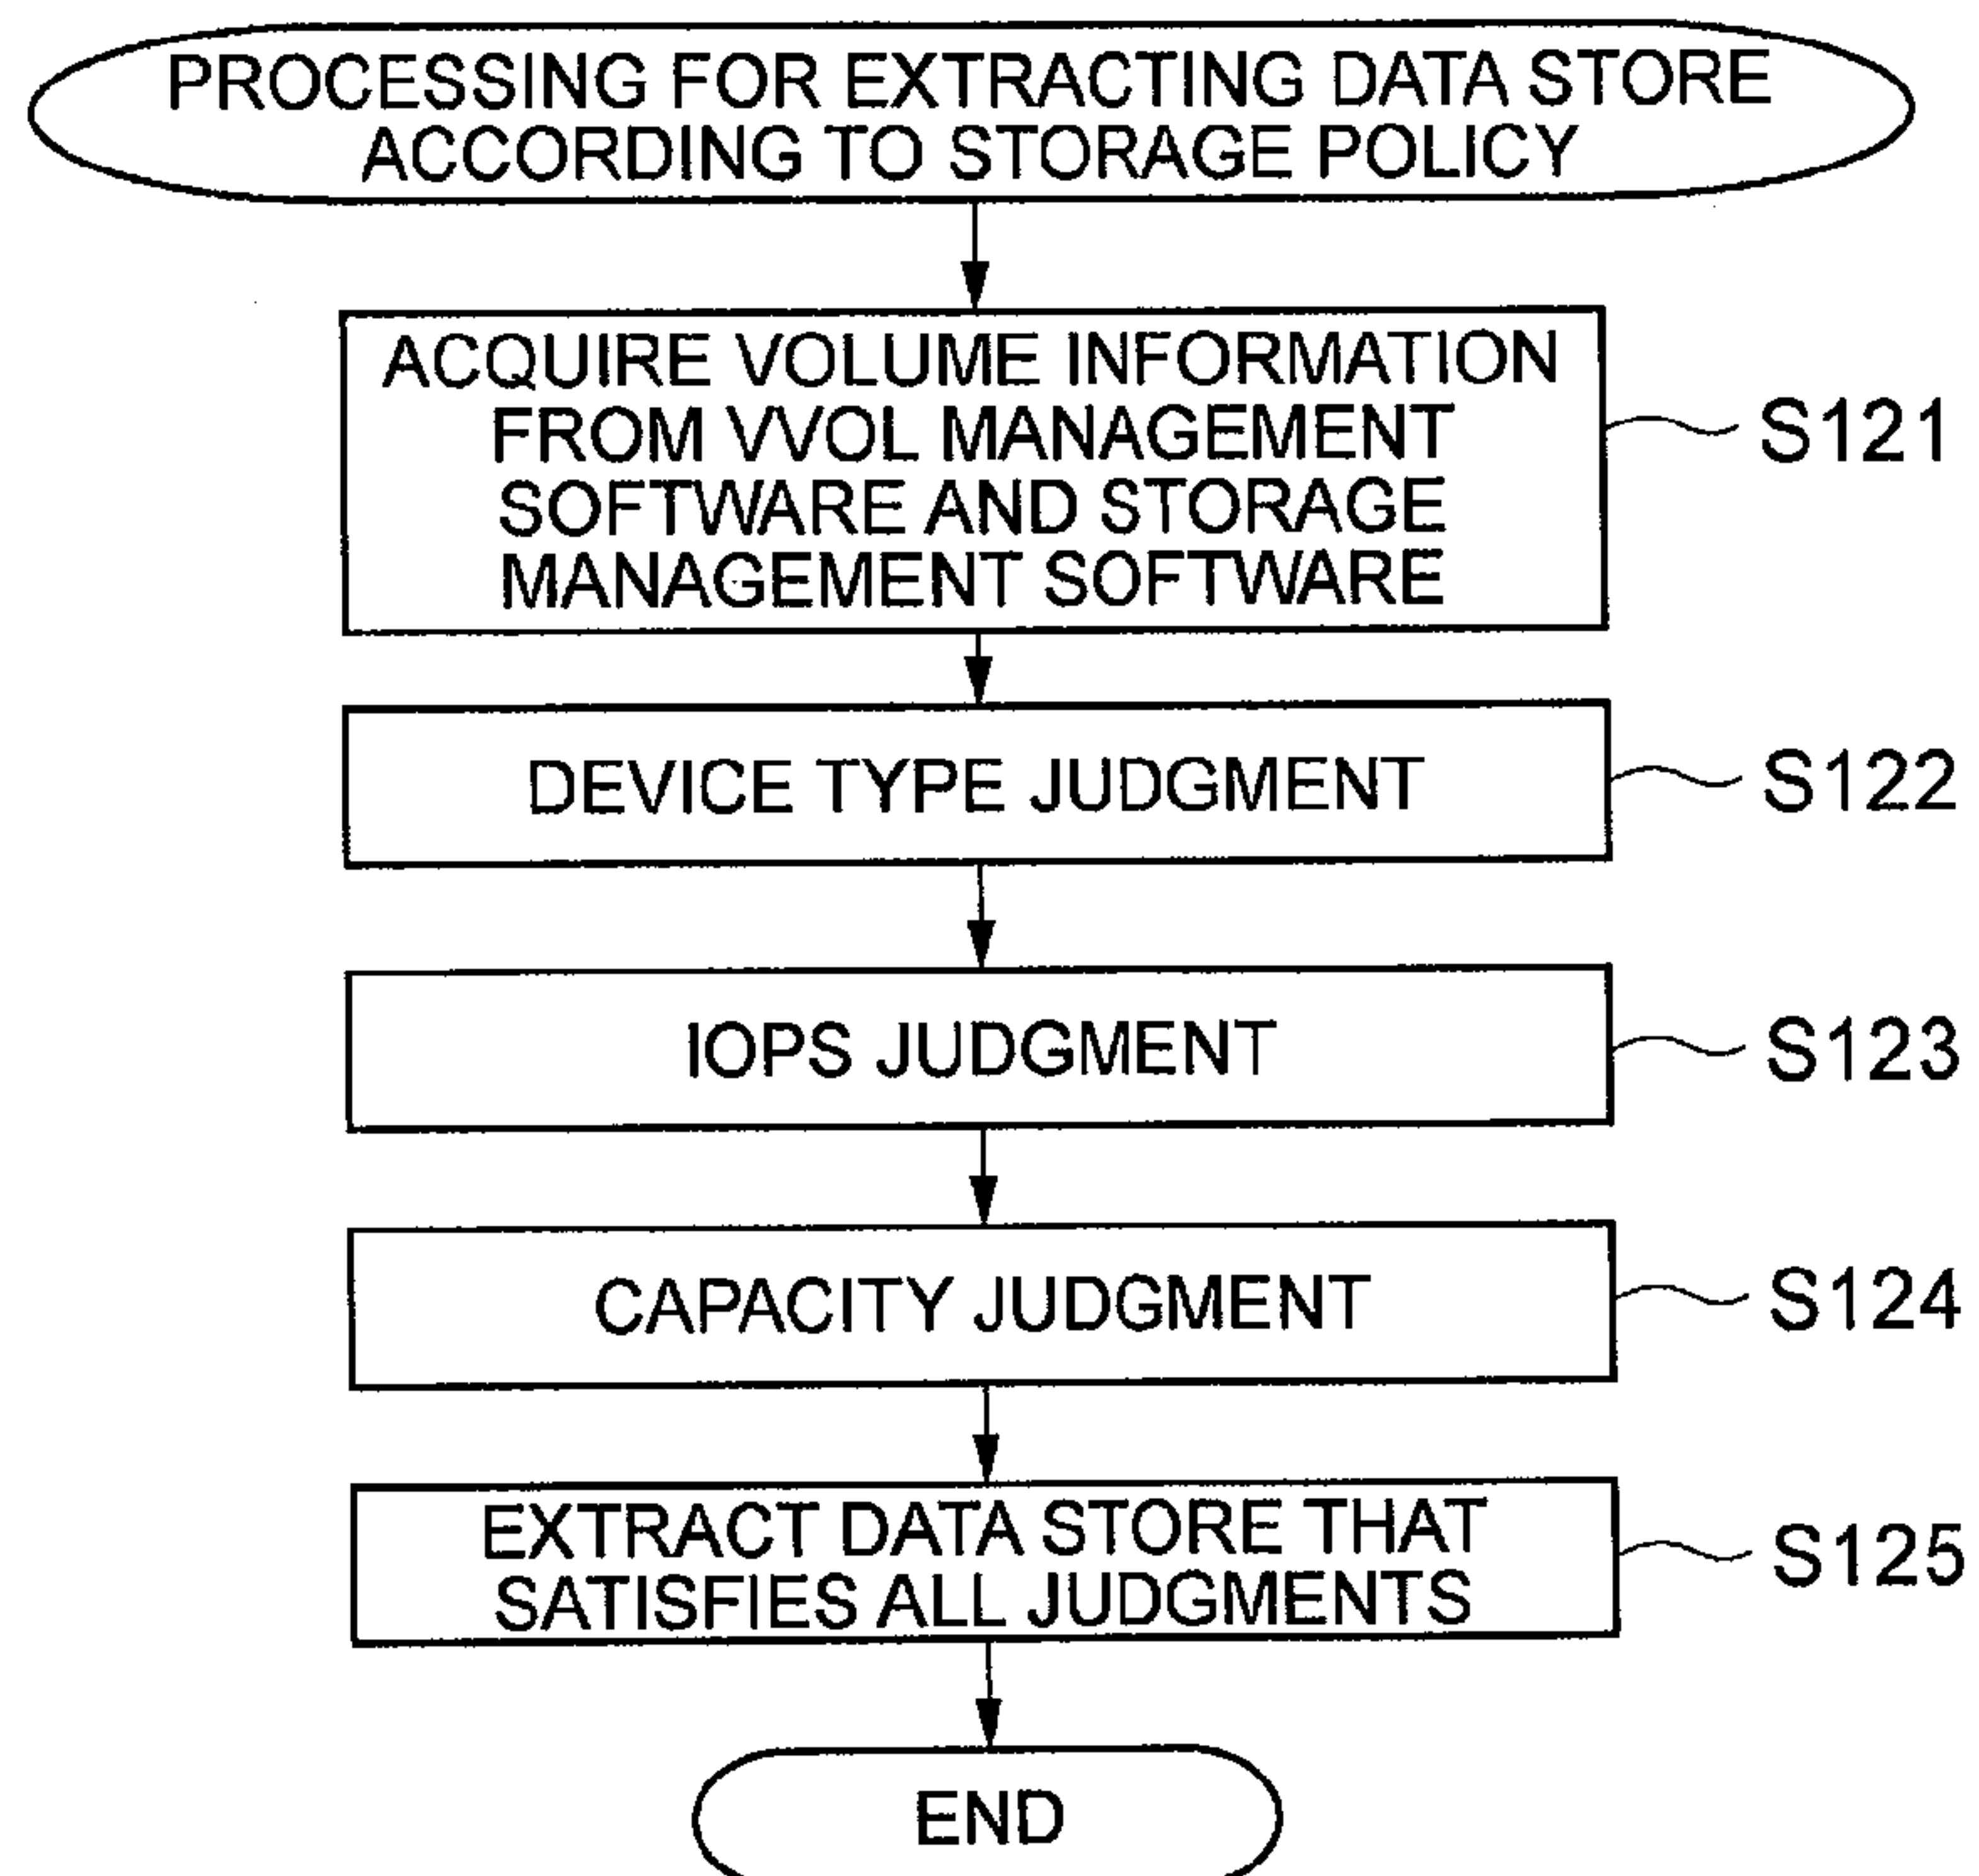 PROCESSING FOR EXTRACTING DATA STORE
ACCORDING TO STORAGE POLICY
ACQUIRE VOLUME INFORMATION
FROM VVOL MANAGEMENT
SOFTWARE AND STORAGE
MANAGEMENT SOFTWARE
S121
DEVICE TYPE JUDGMENT
S122
IOPS JUDGMENT
S123
CAPACITY JUDGMENT
S124
EXTRACT DATA STORE THAT
SATISFIES ALL JUDGMENTS
S125
END